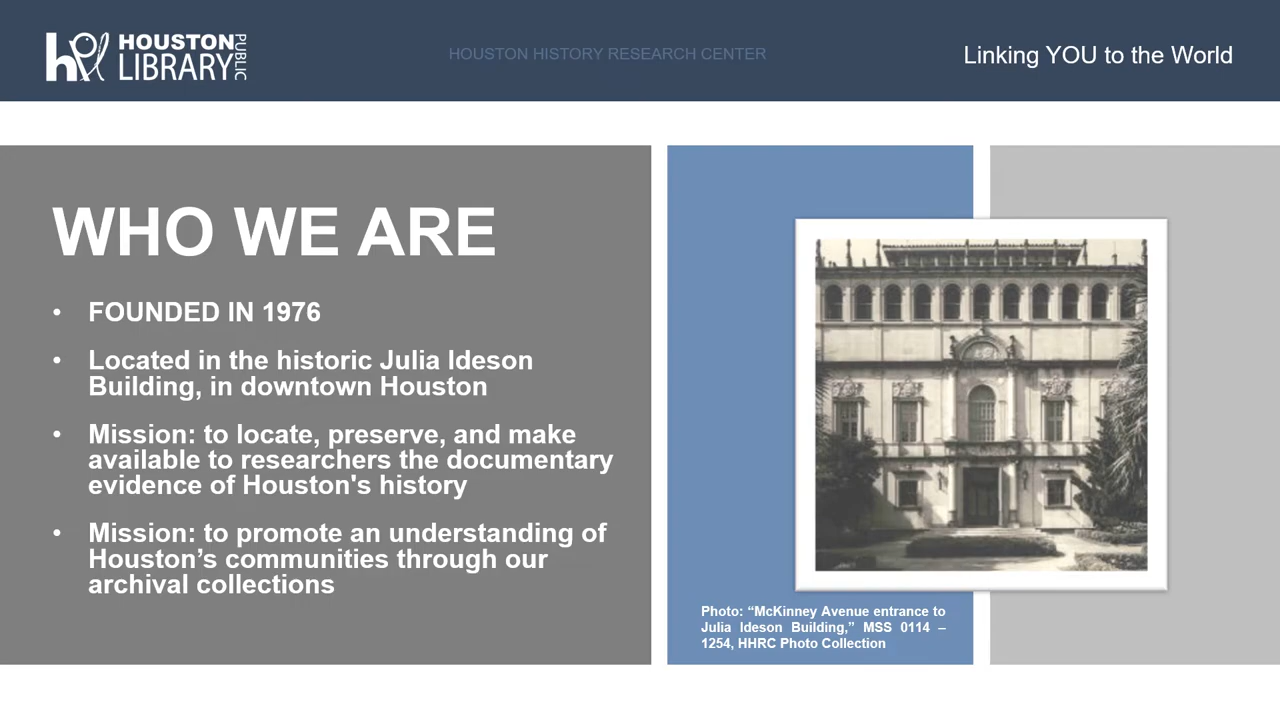 HOUSTON
LIBRARY
PUBLIC
HOUSTON HISTORY RESEARCH CENTER
Linking YOU to the World
WHO WE ARE
• FOUNDED IN 1976
• Located in the historic Julia Ideson
Building, in downtown Houston
• Mission: to locate, preserve, and make
available to researchers the documentary
evidence of Houston's history
• Mission: to promote an understanding of
Houston’s communities through our
archival collections
Photo: “McKinney Avenue entrance to
Julia Ideson Building,” MSS 0114 –
1254, HHRC Photo Collection